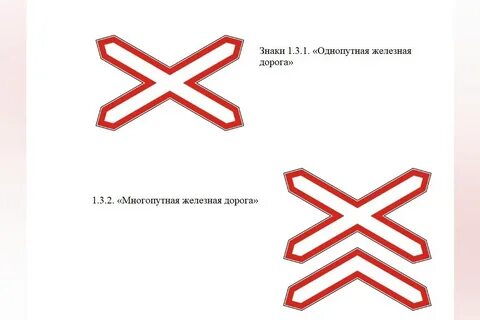 Знаки 1.3.1. «Однопутная железная
дорога»
1.3.2. «Многопутная железная дорога»